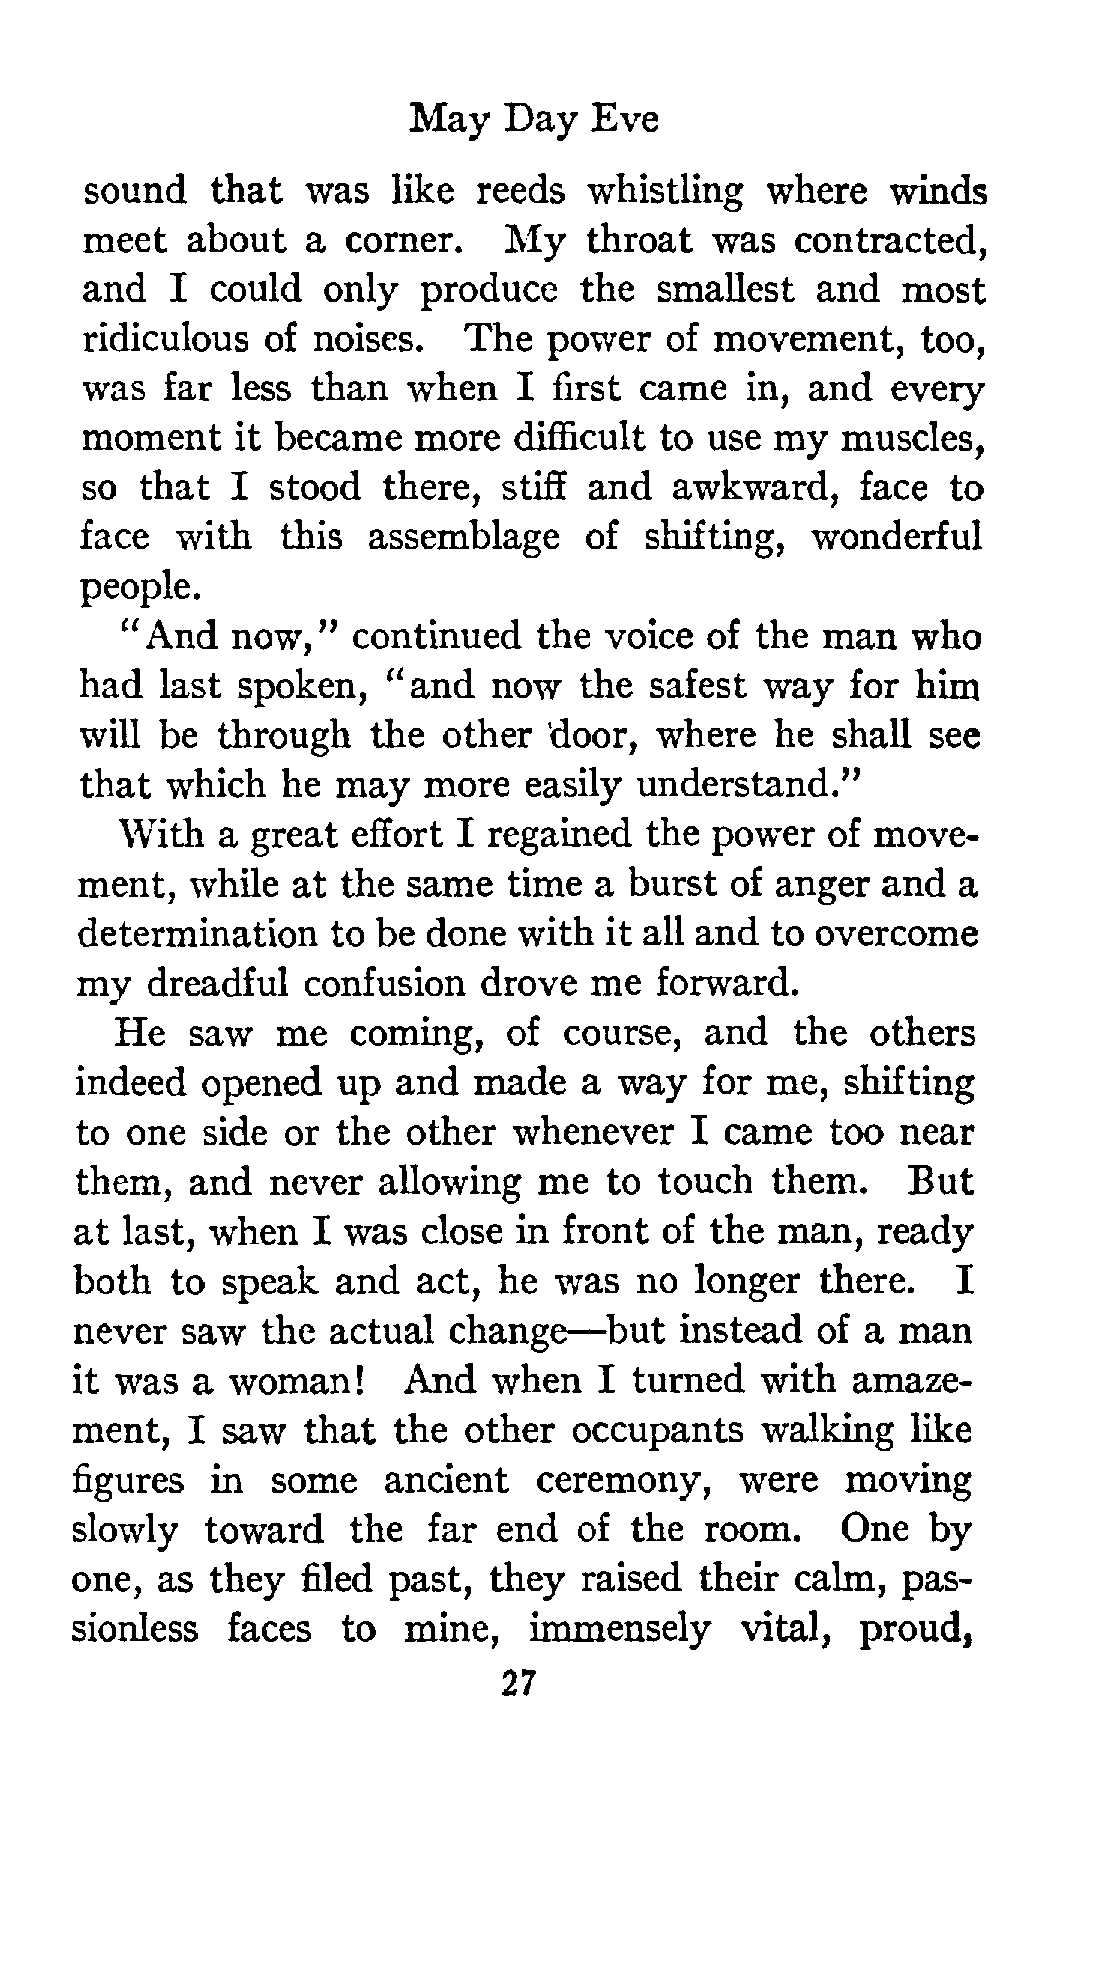 May Day Eve
sound that was like reeds whistling where winds
meet about a corner. My throat was contracted,
and I could only produce the smallest and most
ridiculous of noises. The power of movement, too,
was far less than when I first came in, and every
moment it became more difficult to use my muscles,
so that I stood there, stiff and awkward, face to
face with this assemblage of shifting, wonderful
people.
"And now," continued the voice of the man who
had last spoken, "and now the safest way for him
will be through the other door, where he shall see
that which he may more easily understand."
With a great effort I regained the power of move-
ment, while at the same time a burst of anger and a
determination to be done with it all and to overcome
my dreadful confusion drove me forward.
He saw me coming, of course, and the others
indeed opened up and made a way for me, shifting
to one side or the other whenever I came too near
them, and never allowing me to touch them. But
at last, when I was close in front of the man, ready
both to speak and act, he was no longer there. I
never saw the actual change—but instead of a man
it was a woman! And when I turned with amaze-
ment, I saw that the other occupants walking like
figures in some ancient ceremony, were moving
slowly toward the far end of the room. One by
one, as they filed past, they raised their calm, pas-
sionless faces to mine, immensely vital, proud,
27